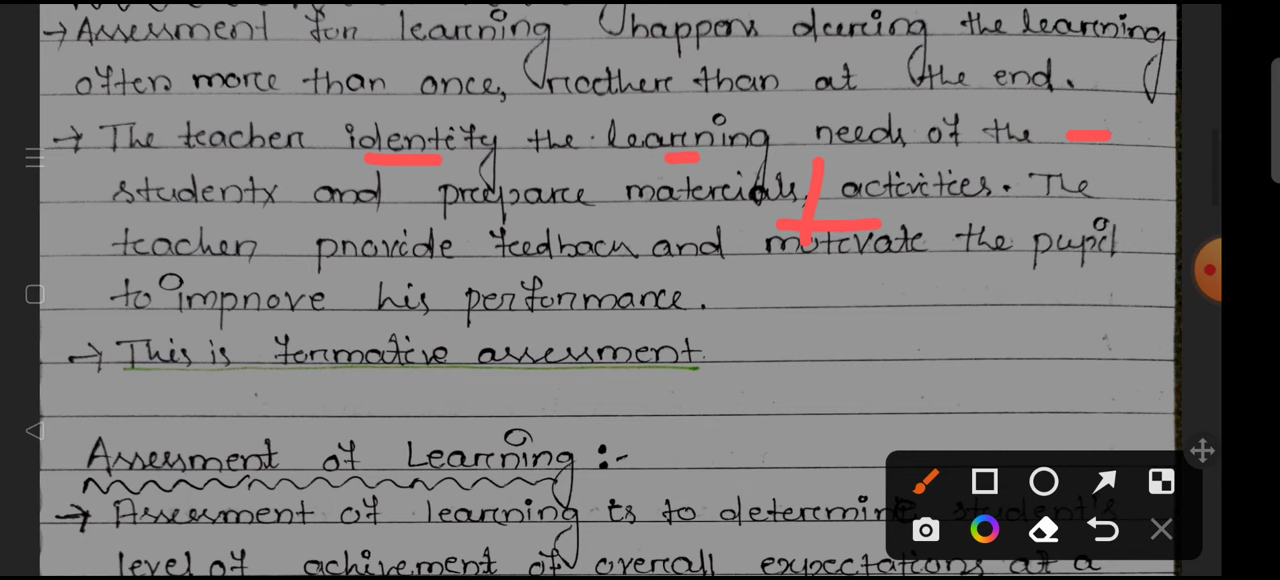 → Assessment for learning happens during the learning
often more than once, rather than at the end.
→ The teacher identify the learning needs of the
students and prepare materials, activities. The
teacher provide feedback and motivate the pupil
to improve his performance.
→ This is formative assessment.
Assessment of Learning :-
→ Assessment of learning is to determine student's
level of achivement of overall expectations at a